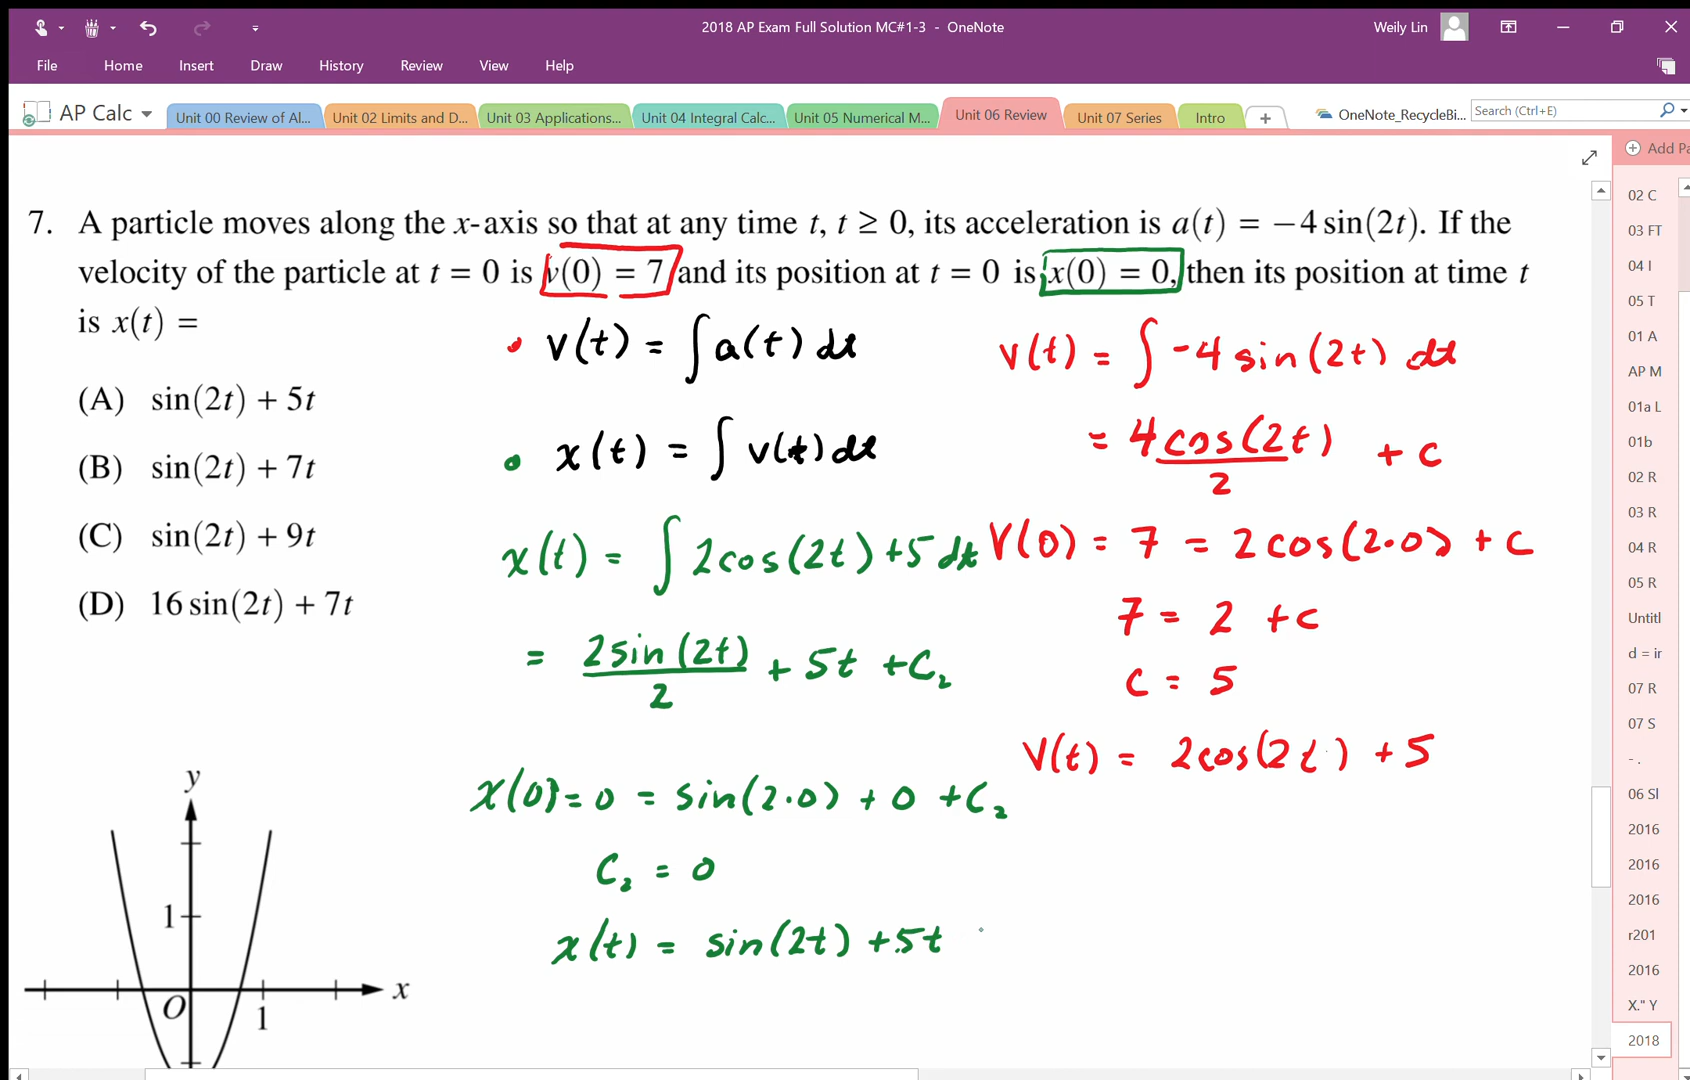 2018 AP Exam Full Solution MC#1-3 - OneNote
Weily Lin
File Home Insert Draw History Review View Help
AP Calc
Unit 00 Review of Al... Unit 02 Limits and D... Unit 03 Applications... Unit 04 Integral Calc... Unit 05 Numerical M... Unit 06 Review Unit 07 Series Intro +
OneNote_RecycleBi...
Search (Ctrl+E)
7. A particle moves along the x-axis so that at any time t, t ≥ 0, its acceleration is a(t) = −4 sin(2t). If the
velocity of the particle at t = 0 is v(0) = 7 and its position at t = 0 is x(0) = 0, then its position at time t
is x(t) =
(A) sin(2t) + 5t
(B) sin(2t) + 7t
(C) sin(2t) + 9t
(D) 16 sin(2t) + 7t
• v(t) = ∫ a(t) dt
• x(t) = ∫ v(t) dt
x(t) = ∫ 2cos(2t) + 5 dt
= 2sin(2t)/2 + 5t + C₂
x(0) = 0 = sin(2·0) + 0 + C₂
C₂ = 0
x(t) = sin(2t) + 5t
v(t) = ∫ -4 sin(2t) dt
= 4cos(2t)/2 + c
V(0) = 7 = 2cos(2·0) + c
7 = 2 + c
c = 5
V(t) = 2cos(2t) + 5
y
1
O
1
x
Add Pa
02 C
03 FT
04 I
05 T
01 A
AP M
01a L
01b
02 R
03 R
04 R
05 R
Untitl
d = ir
07 R
07 S
- .
06 Sl
2016
2016
2016
r201
2016
X." Y
2018